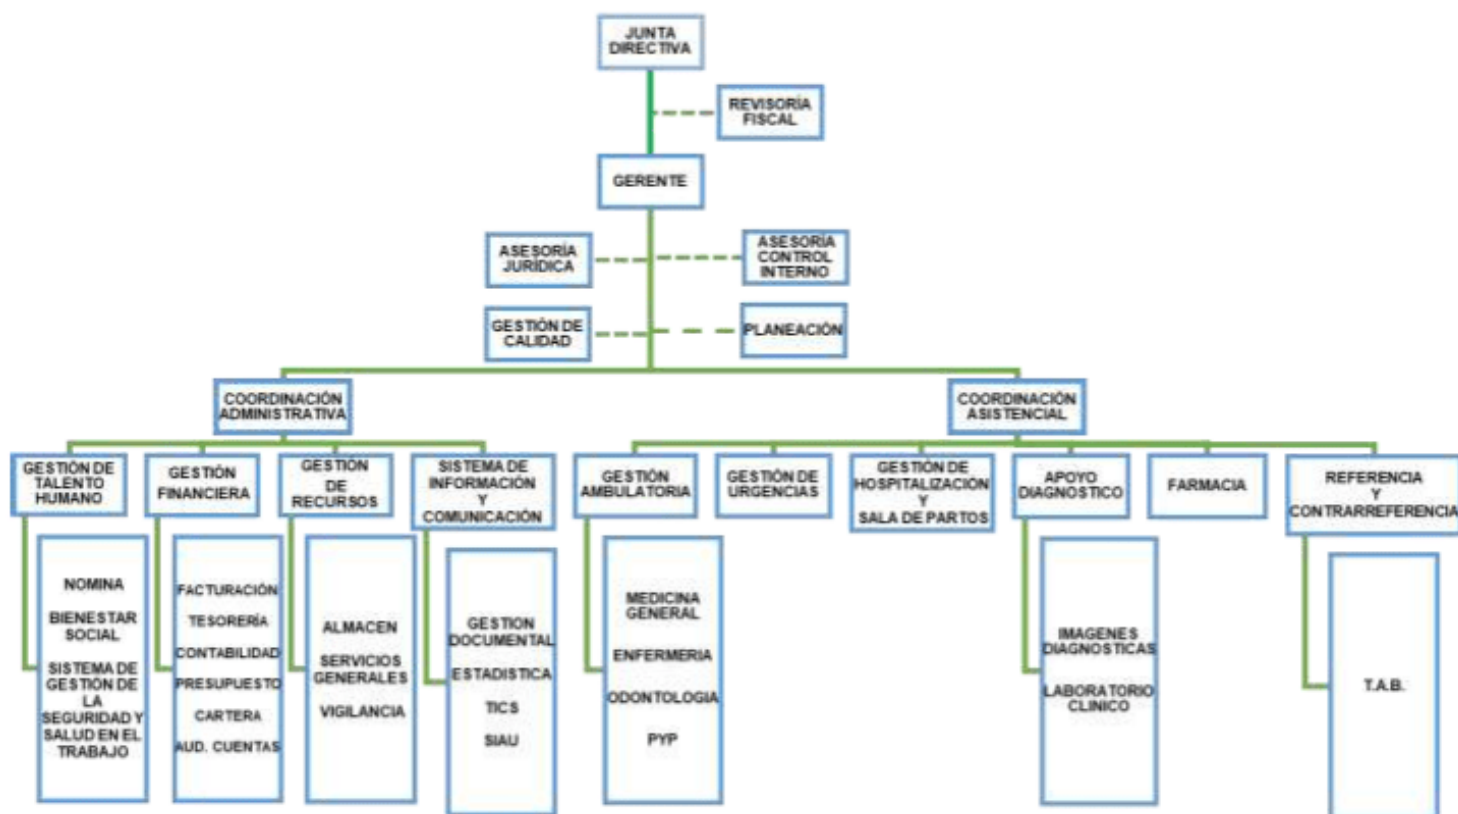 JUNTA
DIRECTIVA
REVISORÍA
FISCAL
GERENTE
ASESORÍA
JURÍDICA
ASESORÍA
CONTROL
INTERNO
GESTIÓN DE
CALIDAD
PLANEACIÓN
COORDINACIÓN
ADMINISTRATIVA
COORDINACIÓN
ASISTENCIAL
GESTIÓN DE
TALENTO
HUMANO
GESTIÓN
FINANCIERA
GESTIÓN
DE
RECURSOS
SISTEMA DE
INFORMACIÓN
Y
COMUNICACIÓN
GESTIÓN
AMBULATORIA
GESTIÓN DE
URGENCIAS
GESTIÓN DE
HOSPITALIZACIÓN
Y
SALA DE PARTOS
APOYO
DIAGNOSTICO
FARMACIA
REFERENCIA
Y
CONTRARREFERENCIA
NOMINA
BIENESTAR
SOCIAL
SISTEMA DE
GESTIÓN DE
LA
SEGURIDAD Y
SALUD EN EL
TRABAJO
FACTURACIÓN
TESORERÍA
CONTABILIDAD
PRESUPUESTO
CARTERA
AUD. CUENTAS
ALMACEN
SERVICIOS
GENERALES
VIGILANCIA
GESTION
DOCUMENTAL
ESTADISTICA
TICS
SIAU
MEDICINA
GENERAL
ENFERMERIA
ODONTOLOGIA
PYP
IMAGENES
DIAGNOSTICAS
LABORATORIO
CLINICO
T.A.B.